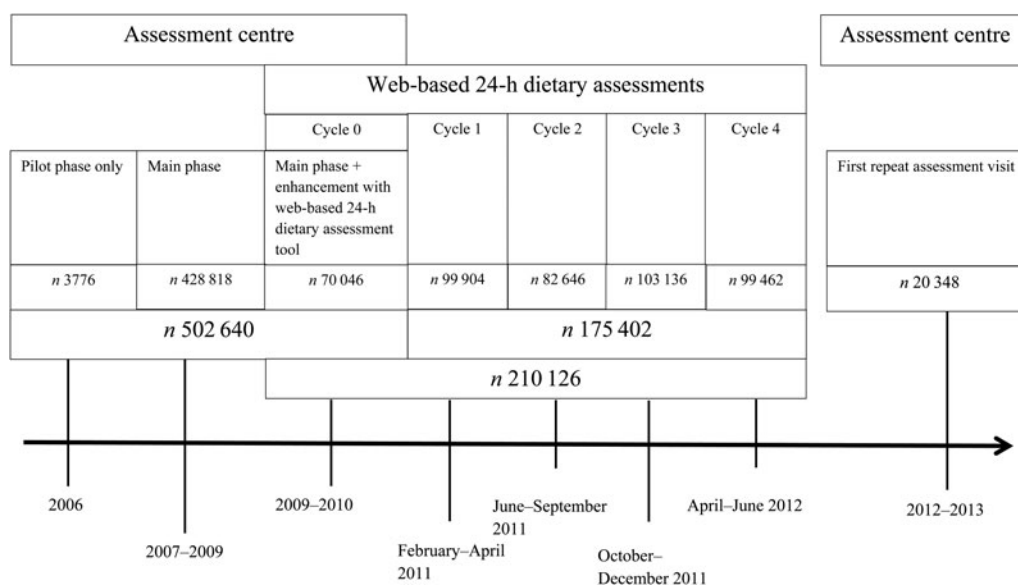 Assessment centre
Assessment centre
Web-based 24-h dietary assessments
Cycle 0
Cycle 1
Cycle 2
Cycle 3
Cycle 4
Pilot phase only
Main phase
Main phase +
enhancement with
web-based 24-h
dietary assessment
tool
First repeat assessment visit
n 3776
n 428 818
n 70 046
n 99 904
n 82 646
n 103 136
n 99 462
n 20 348
n 502 640
n 175 402
n 210 126
2006
2007–2009
2009–2010
February–April
2011
June–September
2011
October–
December 2011
April–June 2012
2012–2013